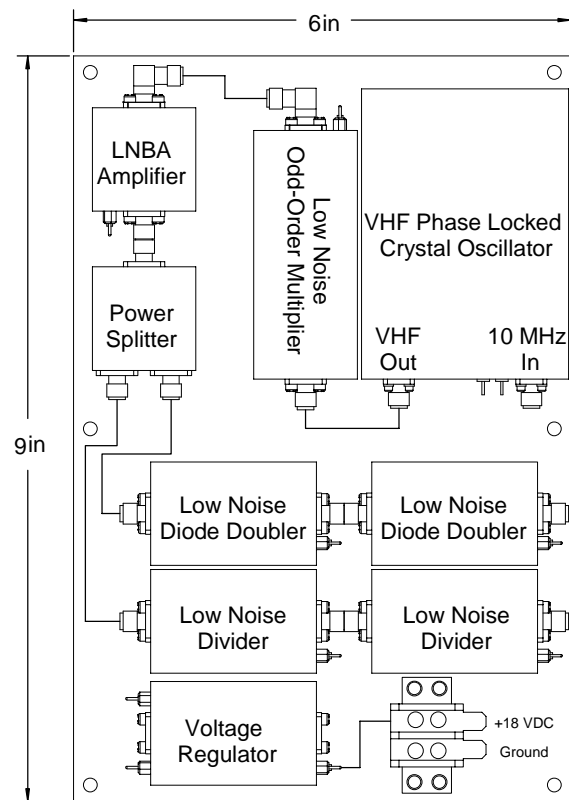 6in
LNBA
Amplifier
Low Noise
Odd-Order Multiplier
VHF Phase Locked
Crystal Oscillator
Power
Splitter
VHF
Out
10 MHz
In
9in
Low Noise
Diode Doubler
Low Noise
Diode Doubler
Low Noise
Divider
Low Noise
Divider
Voltage
Regulator
+18 VDC
Ground